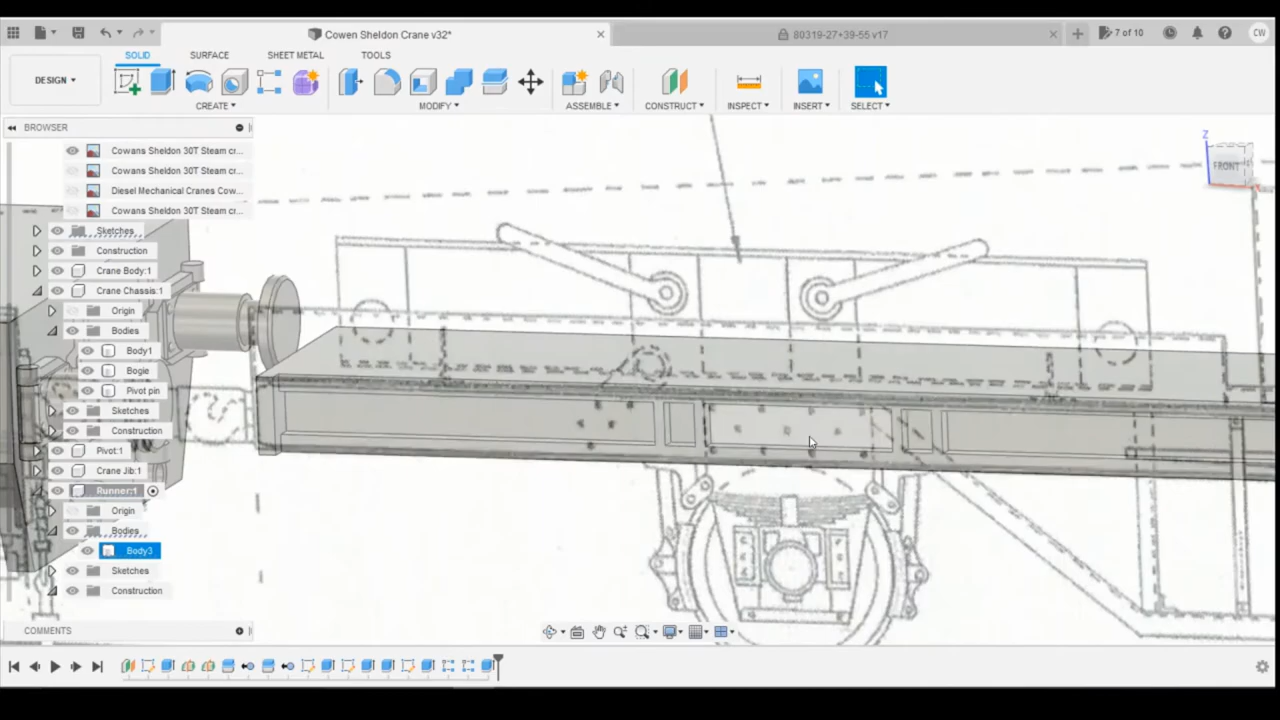 Cowen Sheldon Crane v32*
80319-27+39-55 v17
7 of 10
CW
DESIGN
SOLID
SURFACE
SHEET METAL
TOOLS
CREATE
MODIFY
ASSEMBLE
CONSTRUCT
INSPECT
INSERT
SELECT
BROWSER
Cowans Sheldon 30T Steam cr...
Cowans Sheldon 30T Steam cr...
Diesel Mechanical Cranes Cow...
Cowans Sheldon 30T Steam cr...
Sketches
Construction
Crane Body:1
Crane Chassis:1
Origin
Bodies
Body1
Bogie
Pivot pin
Sketches
Construction
Pivot:1
Crane Jib:1
Runner:1
Origin
Bodies
Body3
Sketches
Construction
COMMENTS
Z
FRONT
X